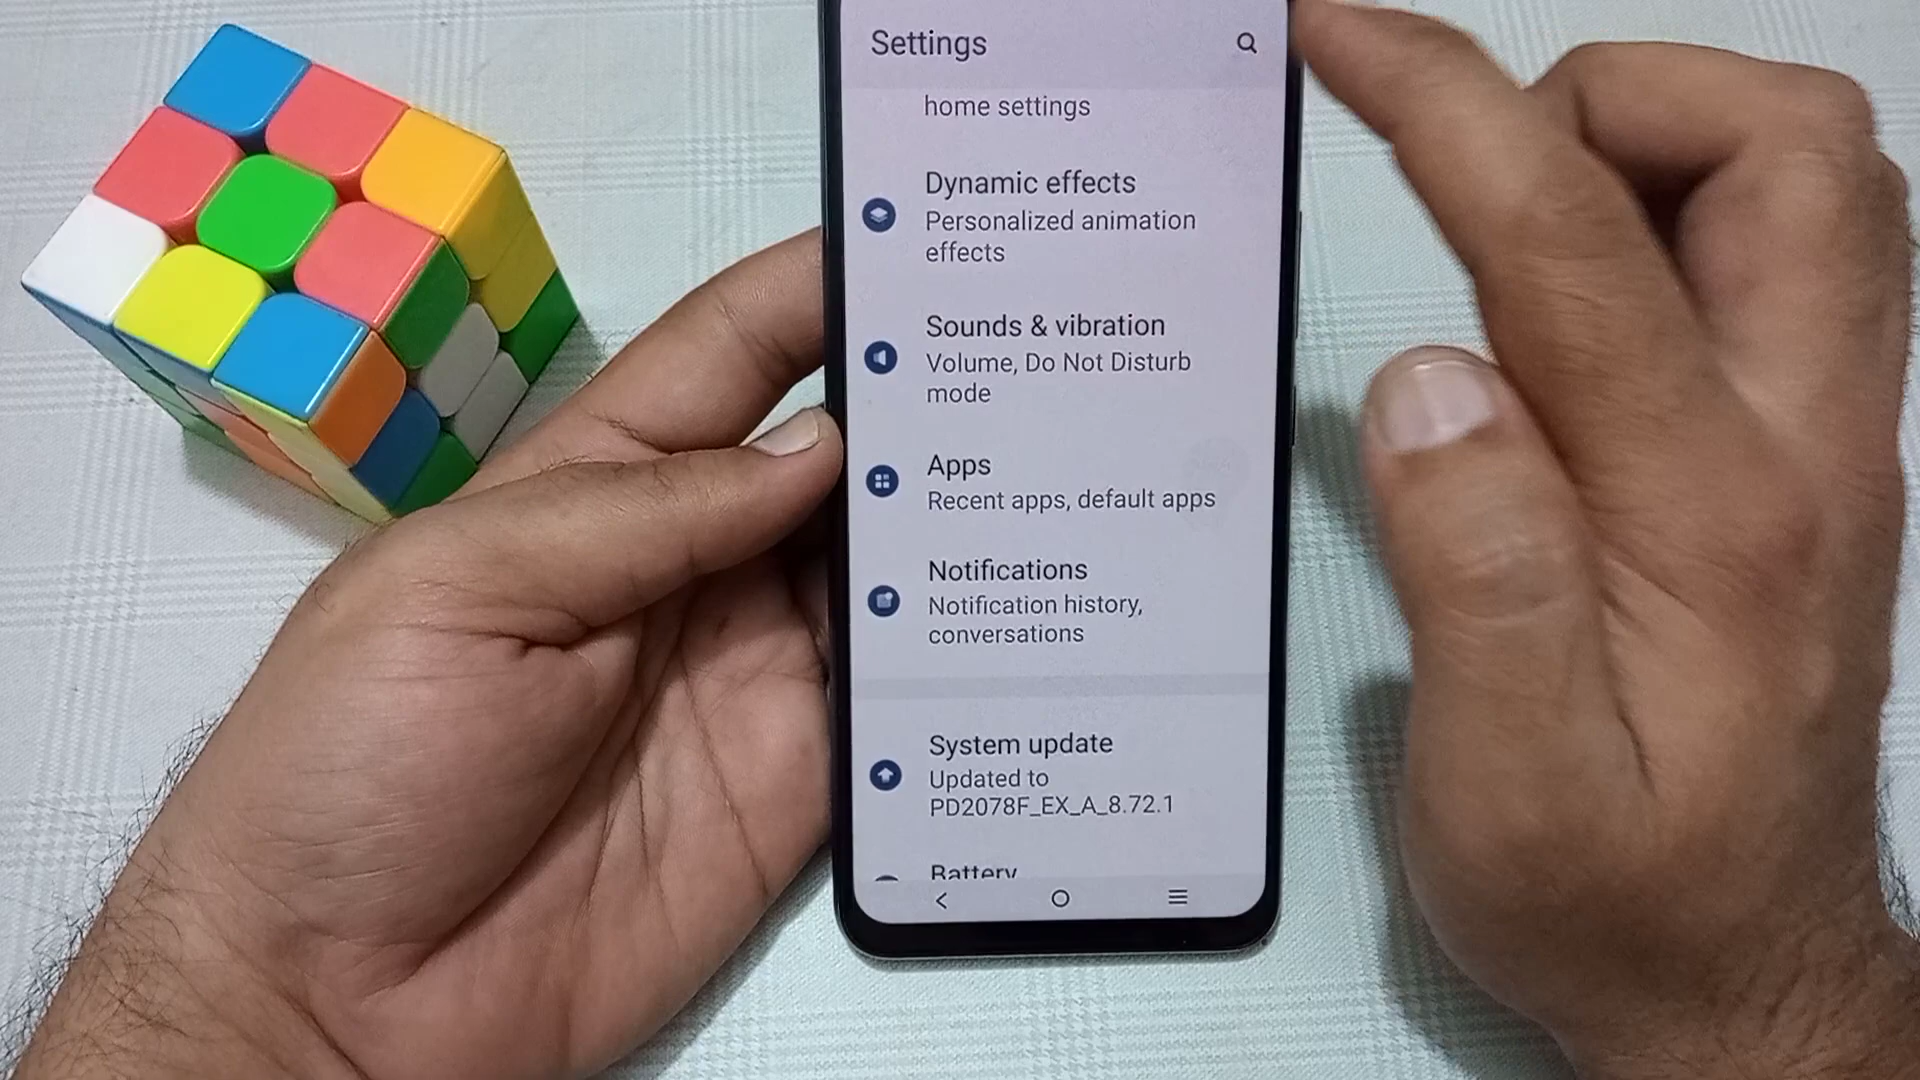 Settings
home settings
Dynamic effects
Personalized animation
effects
Sounds & vibration
Volume, Do Not Disturb
mode
Apps
Recent apps, default apps
Notifications
Notification history,
conversations
System update
Updated to
PD2078F_EX_A_8.72.1
Battery